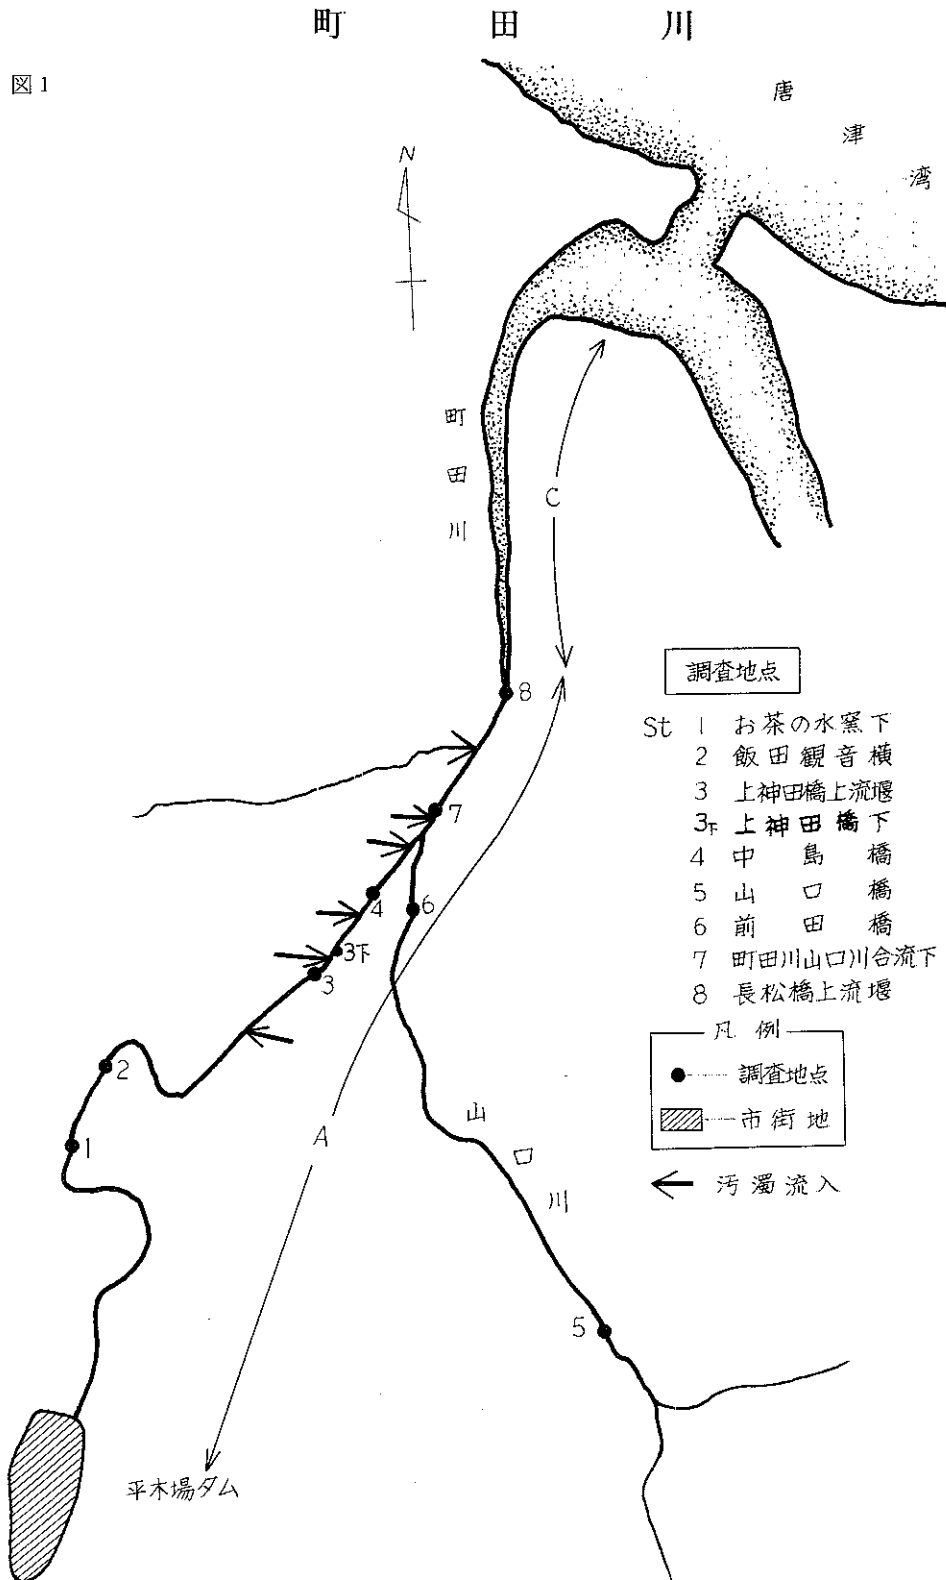 町田川
図1
唐津湾
N
町田川
C
8
7
4
6
3下
3
2
1
A
山口川
5
平木場ダム
調査地点
St 1 お茶の水窯下
2 飯田観音横
3 上神田橋上流堰
3下 上神田橋下
4 中島橋
5 山口橋
6 前田橋
7 町田川山口川合流下
8 長松橋上流堰
凡例
調査地点
市街地
汚濁流入